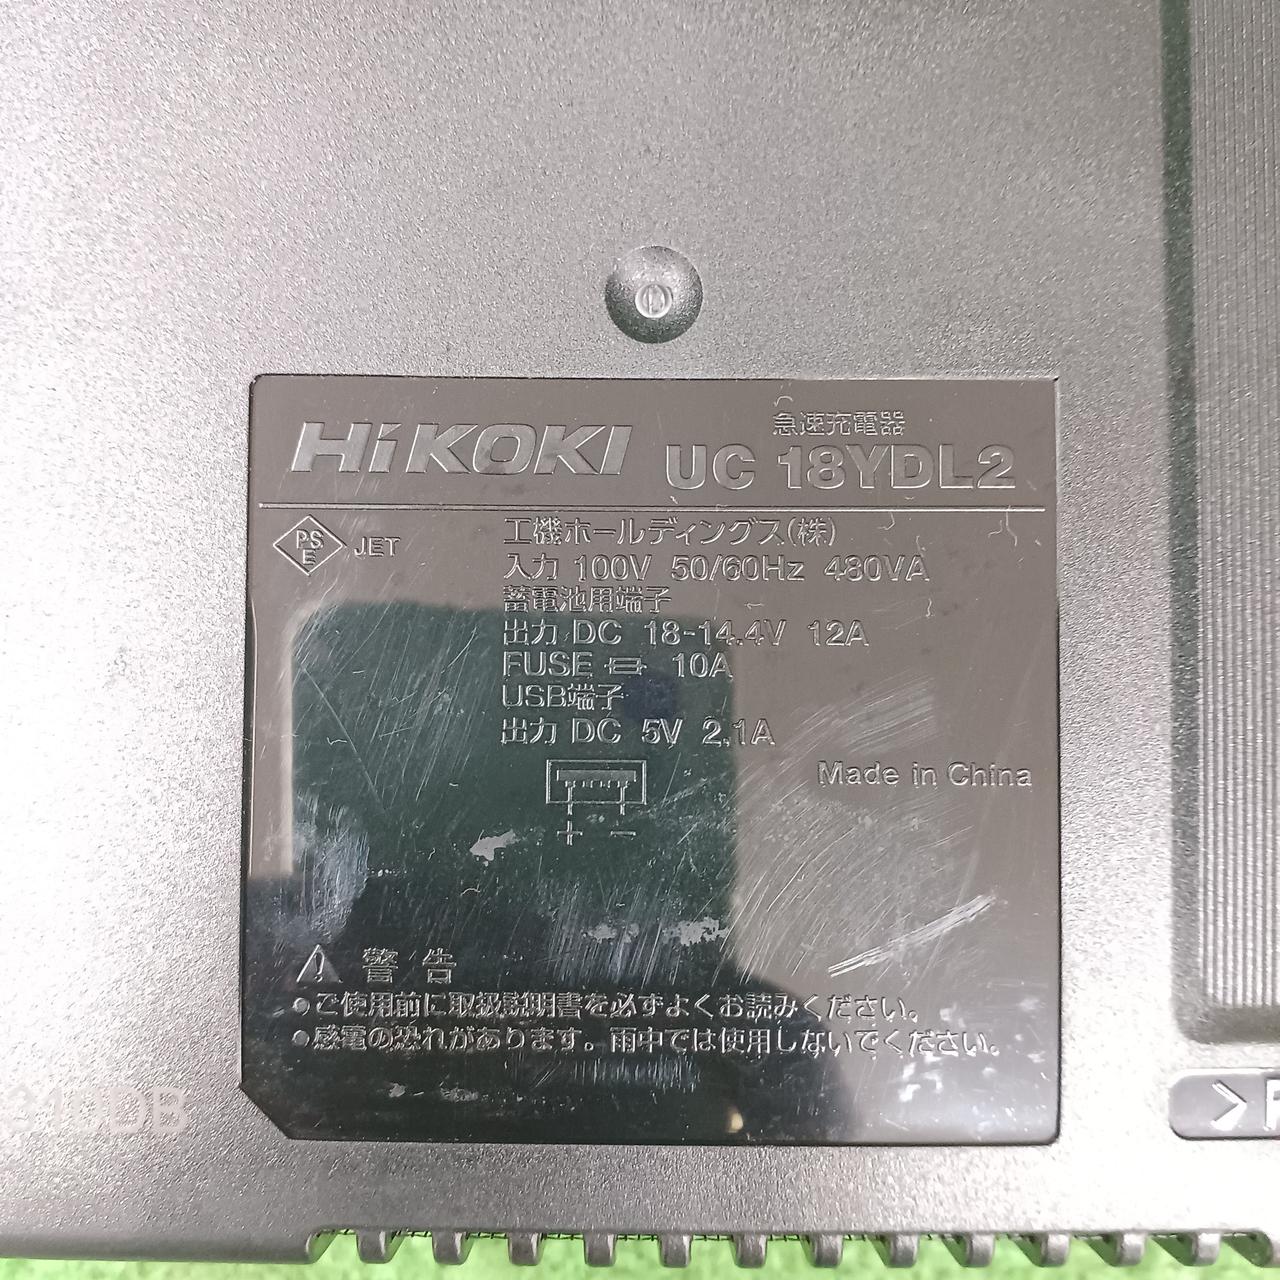 HiKOKI 急速充電器
UC 18YDL2
PS
E
JET
工機ホールディングス(株)
入力 100V 50/60Hz 480VA
蓄電池用端子
出力 DC 18-14.4V 12A
FUSE 10A
USB端子
出力 DC 5V 2.1A
Made in China
+ −
警告
●ご使用前に取扱説明書を必ずよくお読みください。
●感電の恐れがあります。雨中では使用しないでください。
310DB